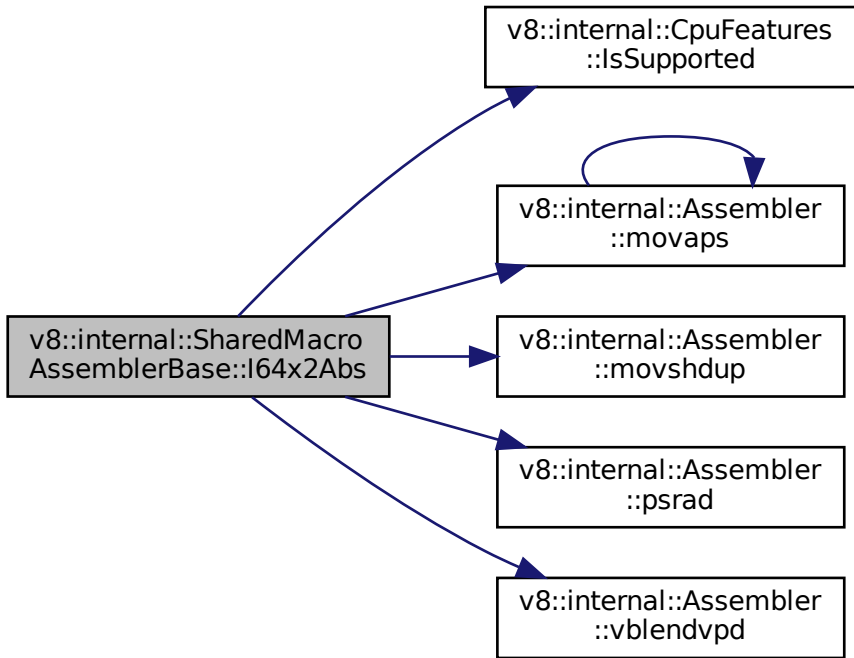 v8::internal::CpuFeatures
::IsSupported
v8::internal::Assembler
::movaps
v8::internal::SharedMacro
AssemblerBase::I64x2Abs
v8::internal::Assembler
::movshdup
v8::internal::Assembler
::psrad
v8::internal::Assembler
::vblendvpd